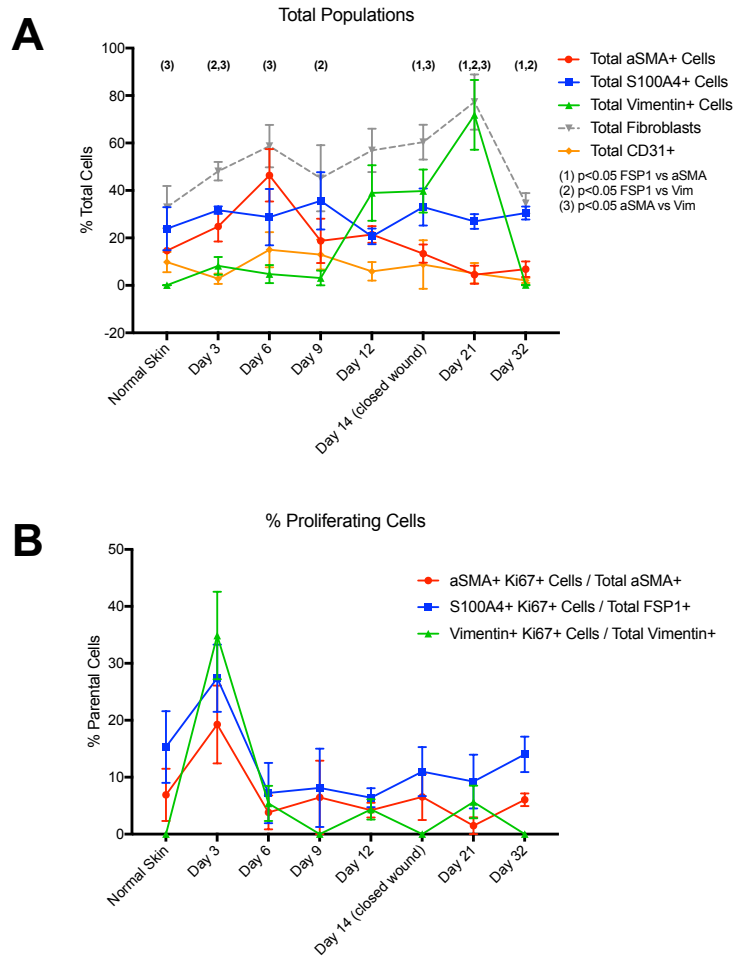 A
Total Populations
(3)
(2,3)
(3)
(2)
(1,3)
(1,2,3)
(1,2)
% Total Cells
100
80
60
40
20
0
-20
Normal Skin
Day 3
Day 6
Day 9
Day 12
Day 14 (closed wound)
Day 21
Day 32
Total aSMA+ Cells
Total S100A4+ Cells
Total Vimentin+ Cells
Total Fibroblasts
Total CD31+
(1) p<0.05 FSP1 vs aSMA
(2) p<0.05 FSP1 vs Vim
(3) p<0.05 aSMA vs Vim
B
% Proliferating Cells
% Parental Cells
50
40
30
20
10
0
Normal Skin
Day 3
Day 6
Day 9
Day 12
Day 14 (closed wound)
Day 21
Day 32
aSMA+ Ki67+ Cells / Total aSMA+
S100A4+ Ki67+ Cells / Total FSP1+
Vimentin+ Ki67+ Cells / Total Vimentin+